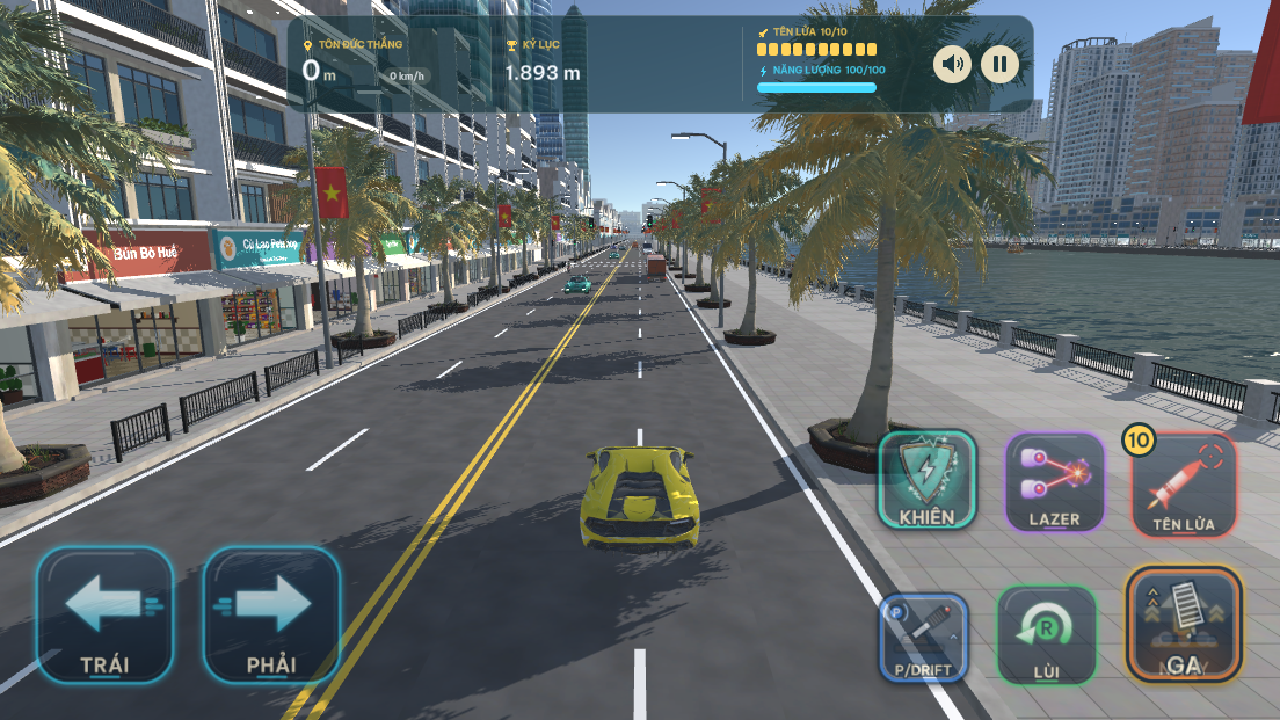 TÔN ĐỨC THẮNG
0 m
0 km/h
KỶ LỤC
1.893 m
TÊN LỬA 10/10
NĂNG LƯỢNG 100/100
Bún Bò Huế
10
KHIÊN
LAZER
TÊN LỬA
TRÁI
PHẢI
P
P/DRIFT
R
LÙI
GA